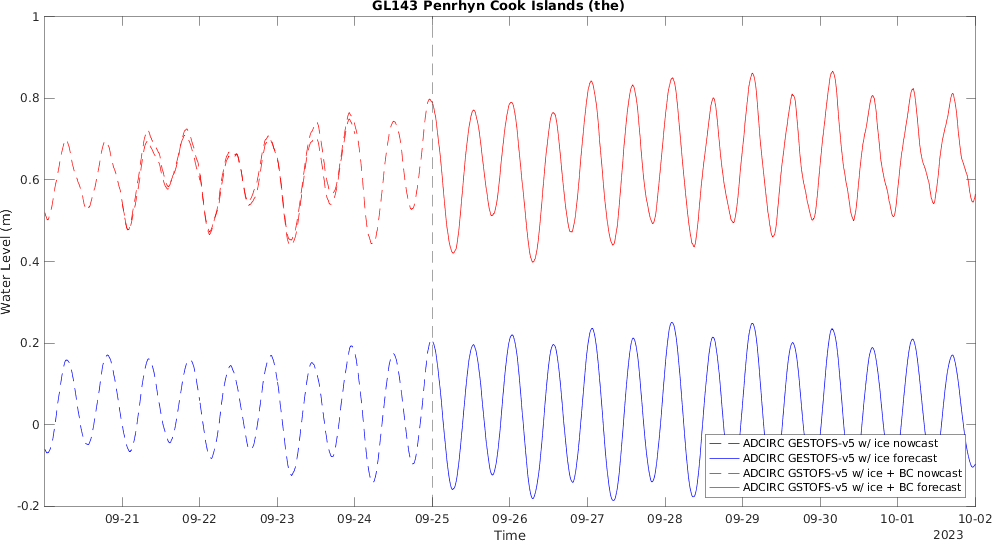 GL143 Penrhyn Cook Islands (the)
1
0.8
0.6
0.4
0.2
0
-0.2
Water Level (m)
ADCIRC GESTOFS-v5 w/ ice nowcast
ADCIRC GESTOFS-v5 w/ ice forecast
ADCIRC GSTOFS-v5 w/ ice + BC nowcast
ADCIRC GSTOFS-v5 w/ ice + BC forecast
09-21 09-22 09-23 09-24 09-25 09-26 09-27 09-28 09-29 09-30 10-01 10-02
Time
2023